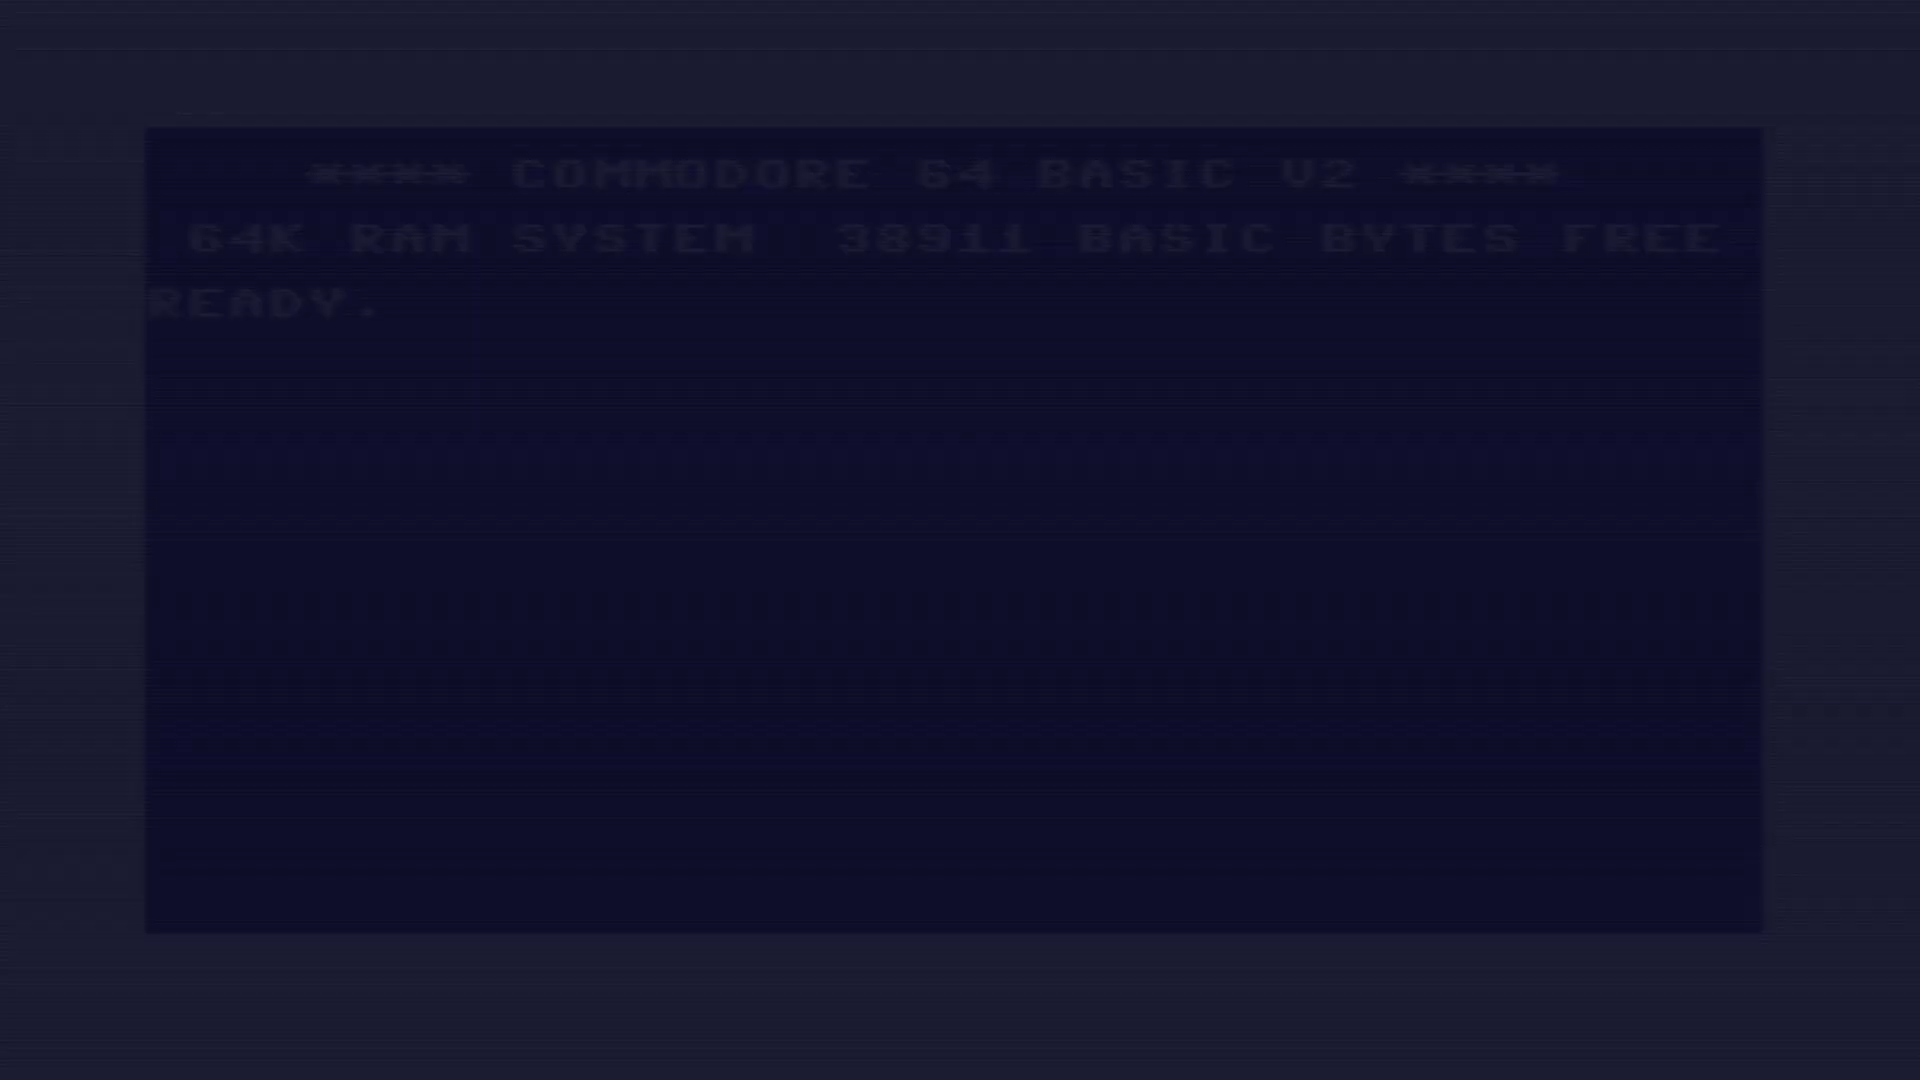 **** COMMODORE 64 BASIC V2 ****
64K RAM SYSTEM  38911 BASIC BYTES FREE
READY.